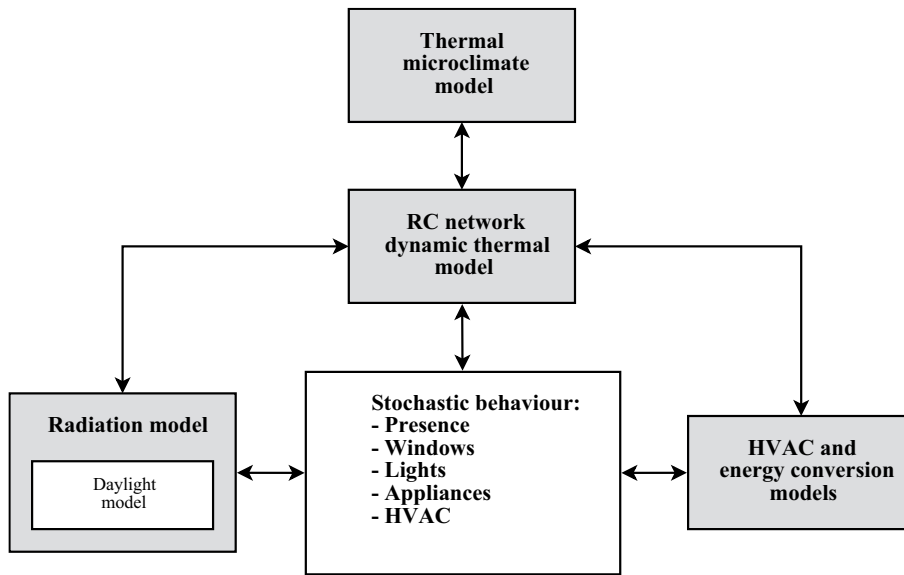 Thermal
microclimate
model
RC network
dynamic thermal
model
Radiation model
Daylight
model
Stochastic behaviour:
- Presence
- Windows
- Lights
- Appliances
- HVAC
HVAC and
energy conversion
models